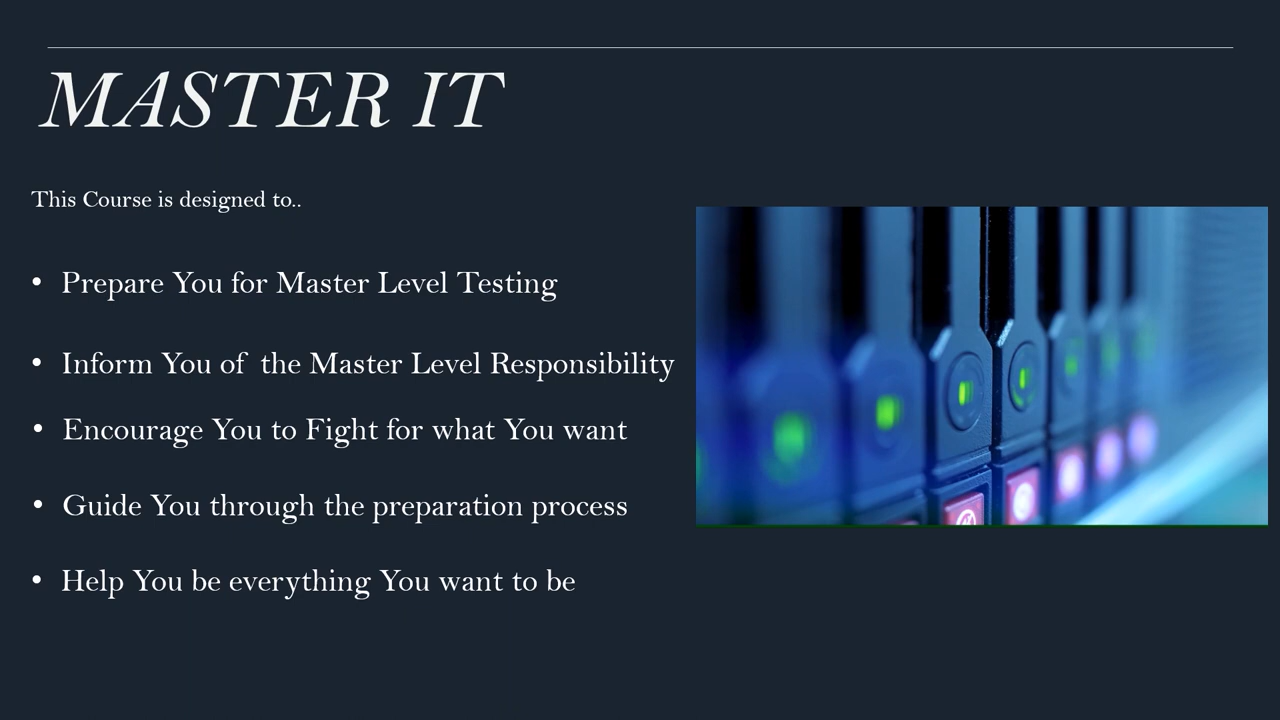 MASTER IT
This Course is designed to..
• Prepare You for Master Level Testing
• Inform You of  the Master Level Responsibility
• Encourage You to Fight for what You want
• Guide You through the preparation process
• Help You be everything You want to be